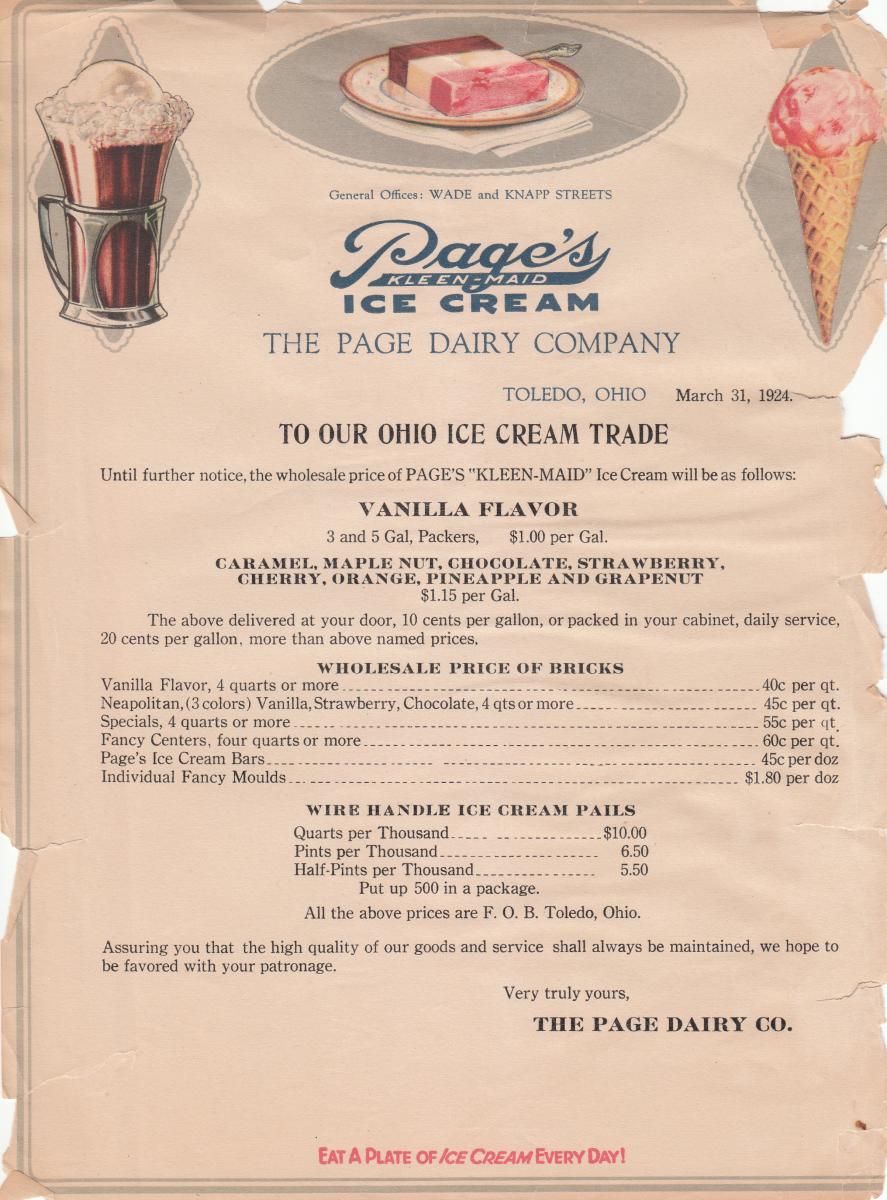 General Offices: WADE and KNAPP STREETS
Page's
KLEEN-MAID
ICE CREAM
THE PAGE DAIRY COMPANY
TOLEDO, OHIO March 31, 1924.
TO OUR OHIO ICE CREAM TRADE
Until further notice, the wholesale price of PAGE'S "KLEEN-MAID" Ice Cream will be as follows:
VANILLA FLAVOR
3 and 5 Gal, Packers, $1.00 per Gal.
CARAMEL, MAPLE NUT, CHOCOLATE, STRAWBERRY,
CHERRY, ORANGE, PINEAPPLE AND GRAPENUT
$1.15 per Gal.
The above delivered at your door, 10 cents per gallon, or packed in your cabinet, daily service,
20 cents per gallon, more than above named prices.
WHOLESALE PRICE OF BRICKS
Vanilla Flavor, 4 quarts or more 40c per qt.
Neapolitan, (3 colors) Vanilla, Strawberry, Chocolate, 4 qts or more 45c per qt.
Specials, 4 quarts or more 55c per qt.
Fancy Centers, four quarts or more 60c per qt.
Page's Ice Cream Bars 45c per doz
Individual Fancy Moulds $1.80 per doz
WIRE HANDLE ICE CREAM PAILS
Quarts per Thousand $10.00
Pints per Thousand 6.50
Half-Pints per Thousand 5.50
Put up 500 in a package.
All the above prices are F. O. B. Toledo, Ohio.
Assuring you that the high quality of our goods and service shall always be maintained, we hope to
be favored with your patronage.
Very truly yours,
THE PAGE DAIRY CO.
EAT A PLATE OF ICE CREAM EVERY DAY!